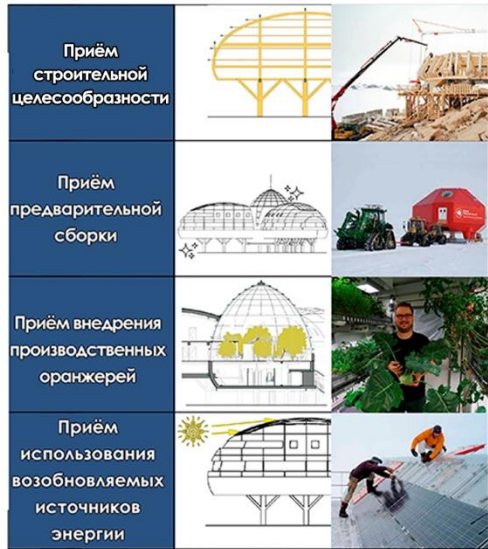 Приём
строительной
целесообразности
Приём
предварительной
сборки
Приём внедрения
производственных
оранжерей
Приём
использования
возобновляемых
источников
энергии